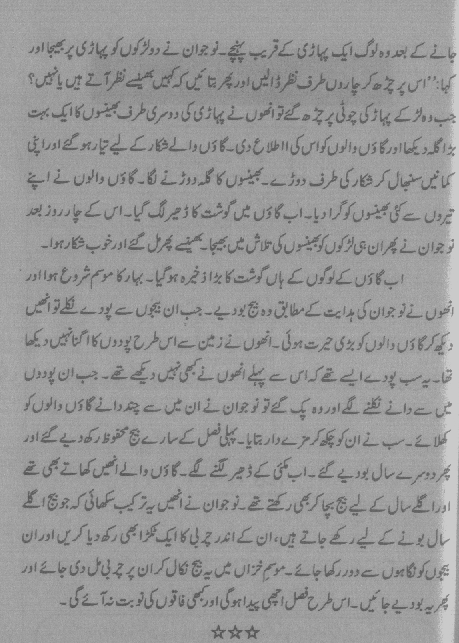 جانے کے بعد وہ لوگ ایک پہاڑی کے قریب پہنچے۔ نوجوان نے دو لڑکوں کو پہاڑی پر بھیجا اور
کہا: "اس پر چڑھ کر چاروں طرف نظر ڈالیں اور پھر بتائیں کہ کہیں بھینسے نظر آتے ہیں یا نہیں؟
جب وہ لڑکے پہاڑ کی چوٹی پر چڑھ گئے تو انھوں نے پہاڑی کی دوسری طرف بھینسوں کا ایک بہت
بڑا گلہ دیکھا اور گاؤں والوں کو اس کی اطلاع دی۔ گاؤں والے شکار کے لیے تیار ہو گئے اور اپنی
کمانیں سنبھال کر شکار کی طرف دوڑے۔ بھینسوں کا گلہ دوڑنے لگا۔ گاؤں والوں نے اپنے
تیروں سے کئی بھینسوں کو گرا دیا۔ اب گاؤں میں گوشت کا ڈھیر لگ گیا۔ اس کے چار روز بعد
نوجوان نے پھر ان ہی لڑکوں کو بھینسوں کی تلاش میں بھیجا۔ بھینسے پھر مل گئے اور خوب شکار ہوا۔
اب گاؤں کے لوگوں کے ہاں گوشت کا بڑا ذخیرہ ہو گیا۔ بہار کا موسم شروع ہوا اور
انھوں نے نوجوان کی ہدایت کے مطابق وہ بیج بو دیے۔ جب ان بیجوں سے پودے نکلے تو انھیں
دیکھ کر گاؤں والوں کو بڑی حیرت ہوئی۔ انھوں نے زمین سے اس طرح پودوں کا اگنا نہیں دیکھا
تھا۔ یہ سب پودے ایسے تھے کہ اس سے پہلے انھوں نے کبھی نہیں دیکھے تھے۔ جب ان پودوں
میں سے دانے نکلنے لگے اور وہ پک گئے تو نوجوان نے ان میں سے چند دانے گاؤں والوں کو
کھلائے۔ سب نے ان کو چکھ کر مزے دار بتایا۔ پہلی فصل کے سارے بیج محفوظ رکھ دیے گئے اور
پھر دوسرے سال بو دیے گئے۔ اب مکئی کے ڈھیر لگنے لگے۔ گاؤں والے انھیں کھاتے بھی تھے
اور اگلے سال کے لیے بیج بچا کر بھی رکھتے تھے۔ نوجوان نے انھیں یہ ترکیب سکھائی کہ جو بیج اگلے
سال بونے کے لیے رکھے جاتے ہیں، ان کے اندر چربی کا ایک ٹکڑا بھی رکھ دیا کریں اور ان
بیجوں کو نگاہوں سے دور رکھا جائے۔ موسم خزاں میں یہ بیج نکال کر ان پر چربی مل دی جائے اور
پھر یہ بو دیے جائیں۔ اس طرح فصل اچھی پیدا ہوگی اور کبھی فاقوں کی نوبت نہ آئے گی۔
☆☆☆